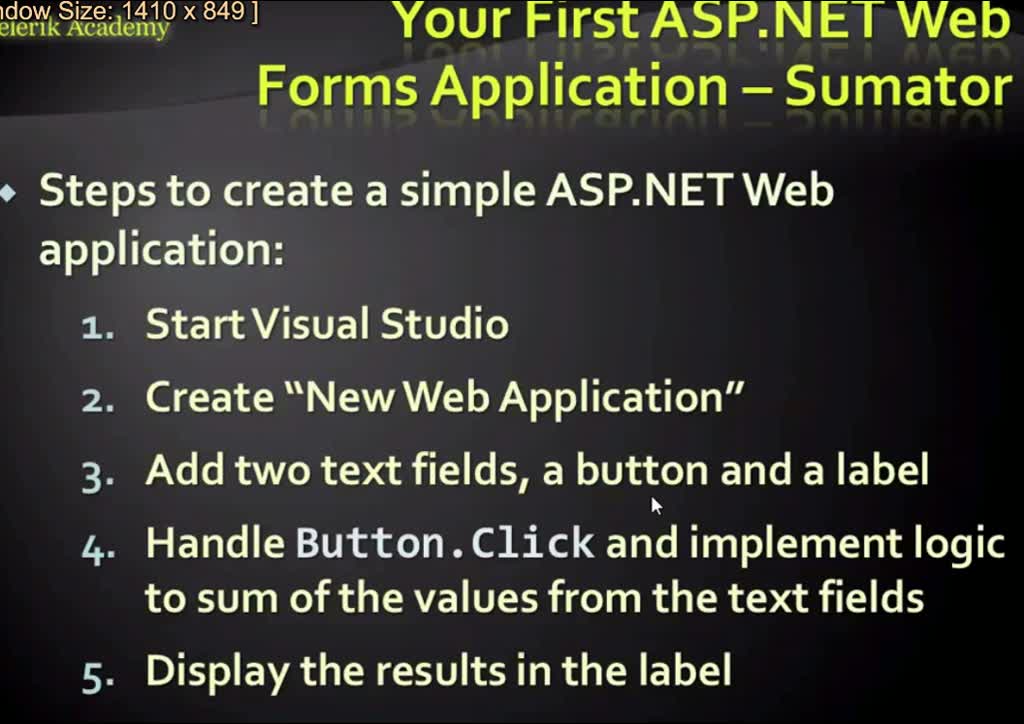 ndow Size: 1410 x 849 ]
elerik Academy
Your First ASP.NET Web
Forms Application – Sumator
Steps to create a simple ASP.NET Web
application:
1. Start Visual Studio
2. Create “New Web Application”
3. Add two text fields, a button and a label
4. Handle Button.Click and implement logic
to sum of the values from the text fields
5. Display the results in the label